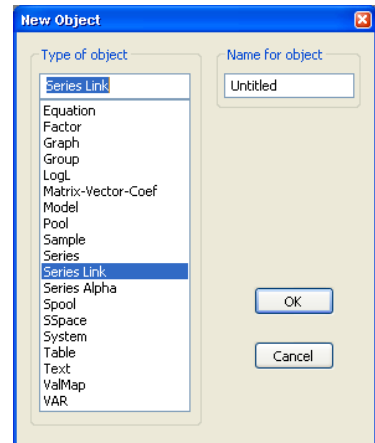 New Object
Type of object
Name for object
Series Link
Untitled
Equation
Factor
Graph
Group
LogL
Matrix-Vector-Coef
Model
Pool
Sample
Series
Series Link
Series Alpha
Spool
SSpace
System
Table
Text
ValMap
VAR
OK
Cancel